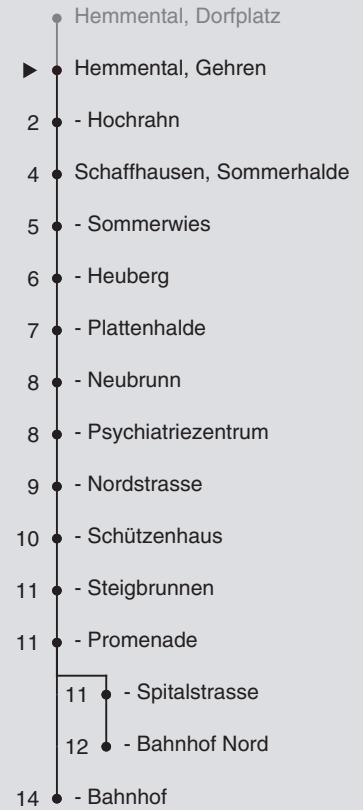 Hemmental, Dorfplatz
Hemmental, Gehren
2 - Hochrahn
4 Schaffhausen, Sommerhalde
5 - Sommerwies
6 - Heuberg
7 - Plattenhalde
8 - Neubrunn
8 - Psychiatriezentrum
9 - Nordstrasse
10 - Schützenhaus
11 - Steigbrunnen
11 - Promenade
11 - Spitalstrasse
12 - Bahnhof Nord
14 - Bahnhof